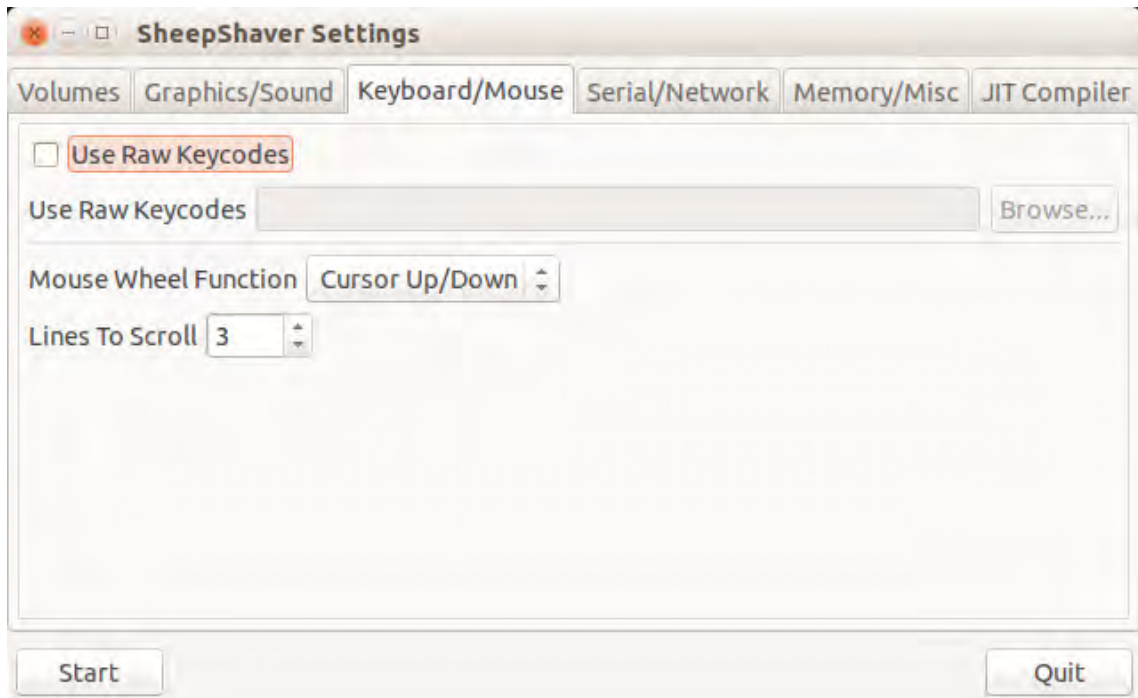 SheepShaver Settings
Volumes Graphics/Sound Keyboard/Mouse Serial/Network Memory/Misc JIT Compiler
Use Raw Keycodes
Use Raw Keycodes Browse...
Mouse Wheel Function Cursor Up/Down
Lines To Scroll 3
Start Quit